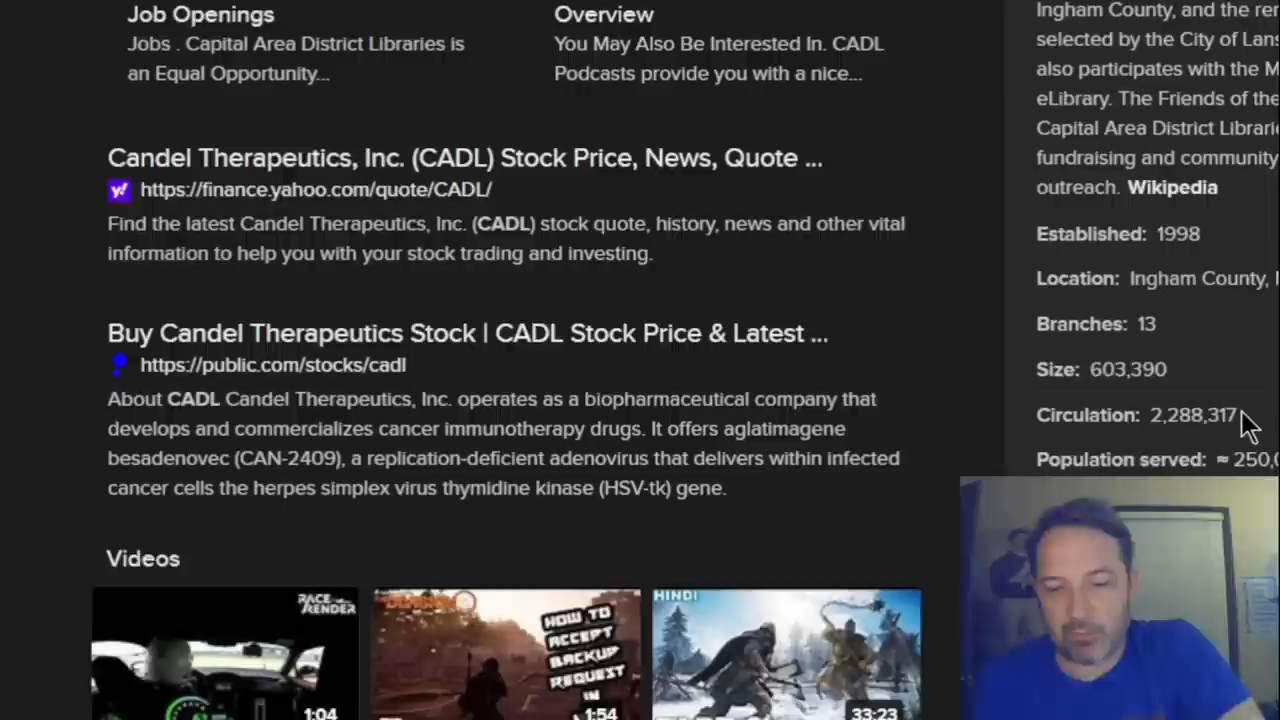 Job Openings
Jobs . Capital Area District Libraries is
an Equal Opportunity...
Overview
You May Also Be Interested In. CADL
Podcasts provide you with a nice...
Candel Therapeutics, Inc. (CADL) Stock Price, News, Quote ...
y!
https://finance.yahoo.com/quote/CADL/
Find the latest Candel Therapeutics, Inc. (CADL) stock quote, history, news and other vital
information to help you with your stock trading and investing.
Buy Candel Therapeutics Stock | CADL Stock Price & Latest ...
https://public.com/stocks/cadl
About CADL Candel Therapeutics, Inc. operates as a biopharmaceutical company that
develops and commercializes cancer immunotherapy drugs. It offers aglatimagene
besadenovec (CAN-2409), a replication-deficient adenovirus that delivers within infected
cancer cells the herpes simplex virus thymidine kinase (HSV-tk) gene.
Videos
RACE
RENDER
1:04
HOW TO
ACCEPT
BACKUP
REQUEST
IN
1:54
HINDI
33:23
Ingham County, and the
selected by the City of
also participates with the
eLibrary. The Friends of the
Capital Area District
fundraising and community
outreach. Wikipedia
Established: 1998
Location: Ingham County,
Branches: 13
Size: 603,390
Circulation: 2,288,317
Population served: ≈ 250,